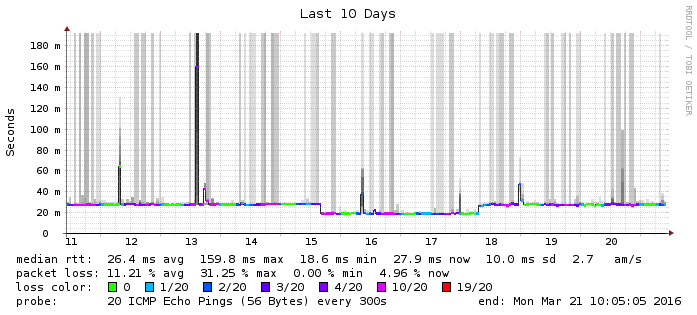 Last 10 Days
RRDTOOL / TOBI OETIKER
Seconds
180 m
160 m
140 m
120 m
100 m
80 m
60 m
40 m
20 m
0
11 12 13 14 15 16 17 18 19 20
median rtt: 26.4 ms avg 159.8 ms max 18.6 ms min 27.9 ms now 10.0 ms sd 2.7 am/s
packet loss: 11.21 % avg 31.25 % max 0.00 % min 4.96 % now
loss color: 0 1/20 2/20 3/20 4/20 10/20 19/20
probe: 20 ICMP Echo Pings (56 Bytes) every 300s end: Mon Mar 21 10:05:05 2016